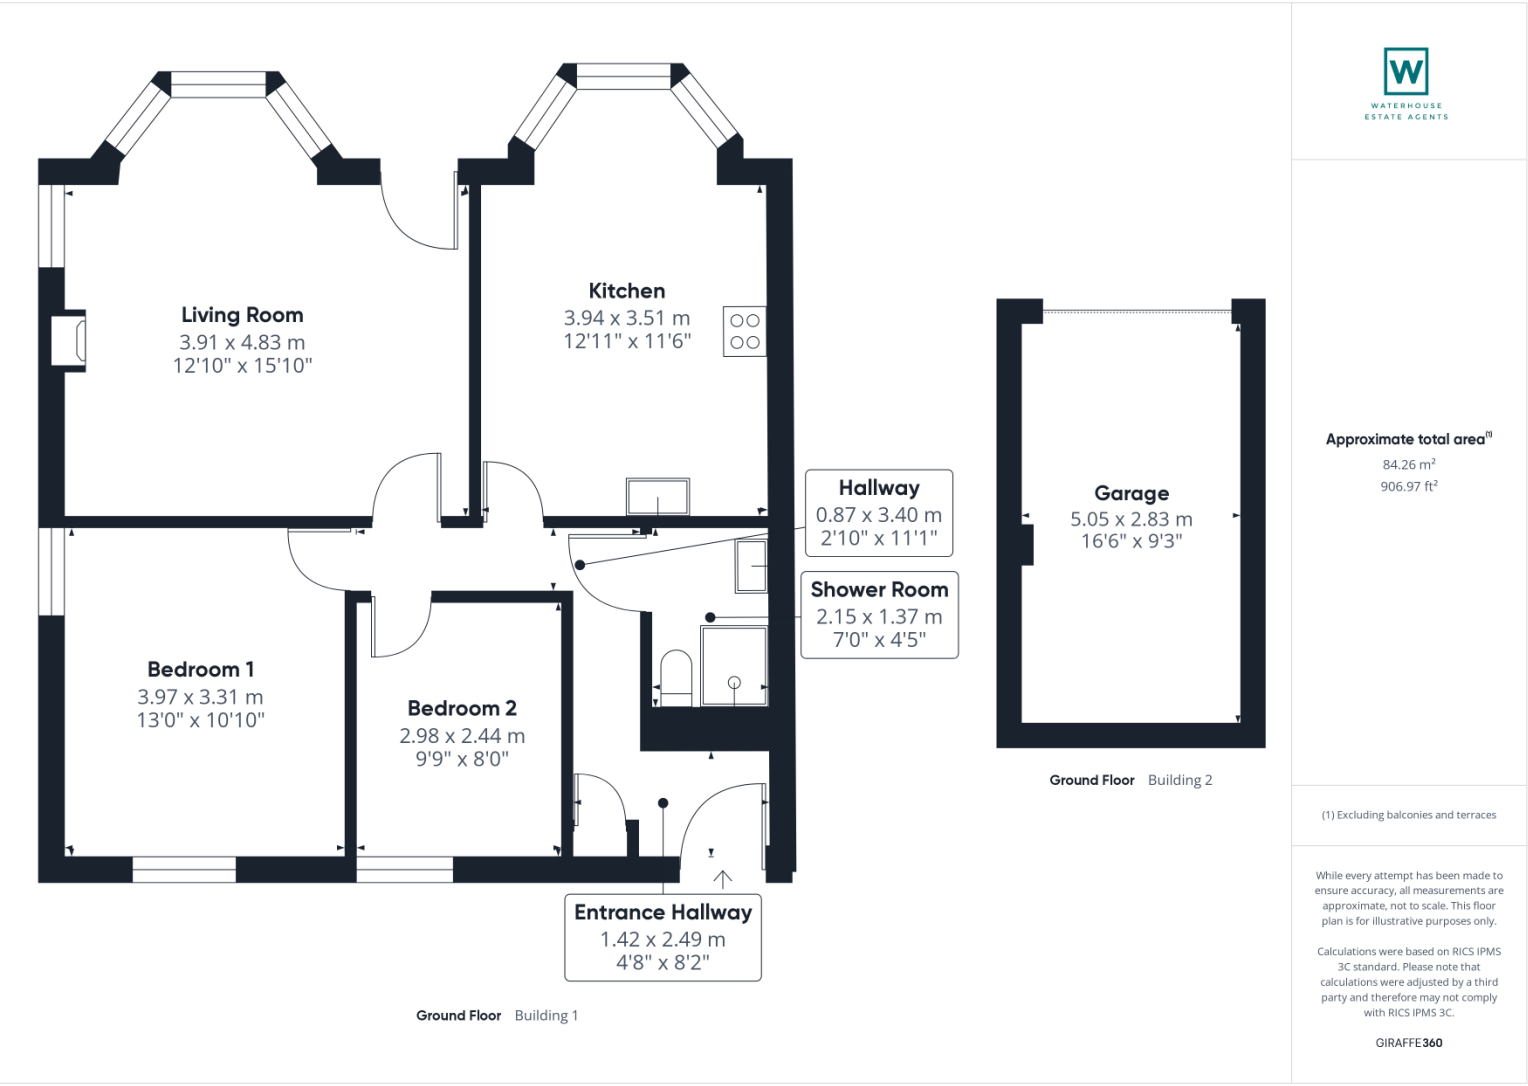 Living Room
3.91 x 4.83 m
12'10" x 15'10"
Kitchen
3.94 x 3.51 m
12'11" x 11'6"
Hallway
0.87 x 3.40 m
2'10" x 11'1"
Shower Room
2.15 x 1.37 m
7'0" x 4'5"
Bedroom 1
3.97 x 3.31 m
13'0" x 10'10"
Bedroom 2
2.98 x 2.44 m
9'9" x 8'0"
Entrance Hallway
1.42 x 2.49 m
4'8" x 8'2"
Ground Floor Building 1
Garage
5.05 x 2.83 m
16'6" x 9'3"
Ground Floor Building 2
W
WATERHOUSE
ESTATE AGENTS
Approximate total area(1)
84.26 m²
906.97 ft²
(1) Excluding balconies and terraces
While every attempt has been made to
ensure accuracy, all measurements are
approximate, not to scale. This floor
plan is for illustrative purposes only.
Calculations were based on RICS IPMS
3C standard. Please note that
calculations were adjusted by a third
party and therefore may not comply
with RICS IPMS 3C.
GIRAFFE360